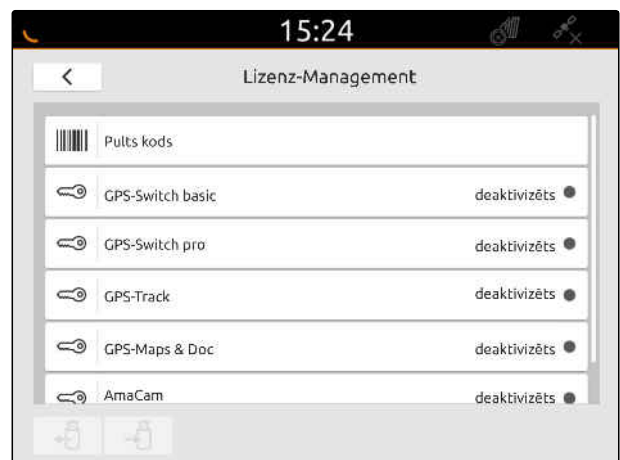 15:24
Lizenz-Management
Pults kods
GPS-Switch basic deaktivizēts
GPS-Switch pro deaktivizēts
GPS-Track deaktivizēts
GPS-Maps & Doc deaktivizēts
AmaCam deaktivizēts